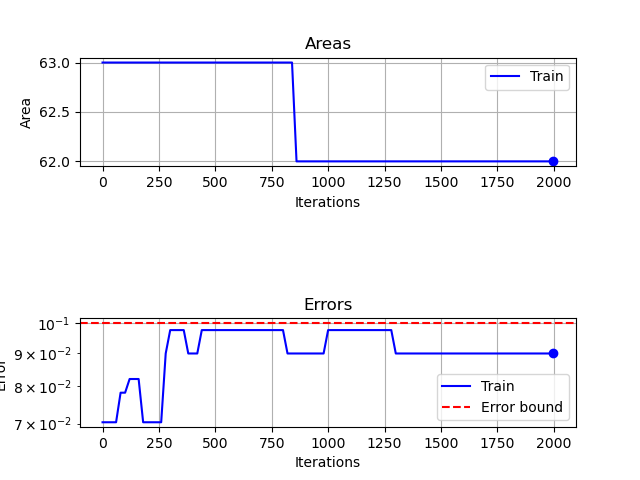 Areas
63.0
62.5
62.0
Area
Train
0 250 500 750 1000 1250 1500 1750 2000
Iterations
Errors
10⁻¹
9 × 10⁻²
8 × 10⁻²
7 × 10⁻²
Error
Train
Error bound
0 250 500 750 1000 1250 1500 1750 2000
Iterations